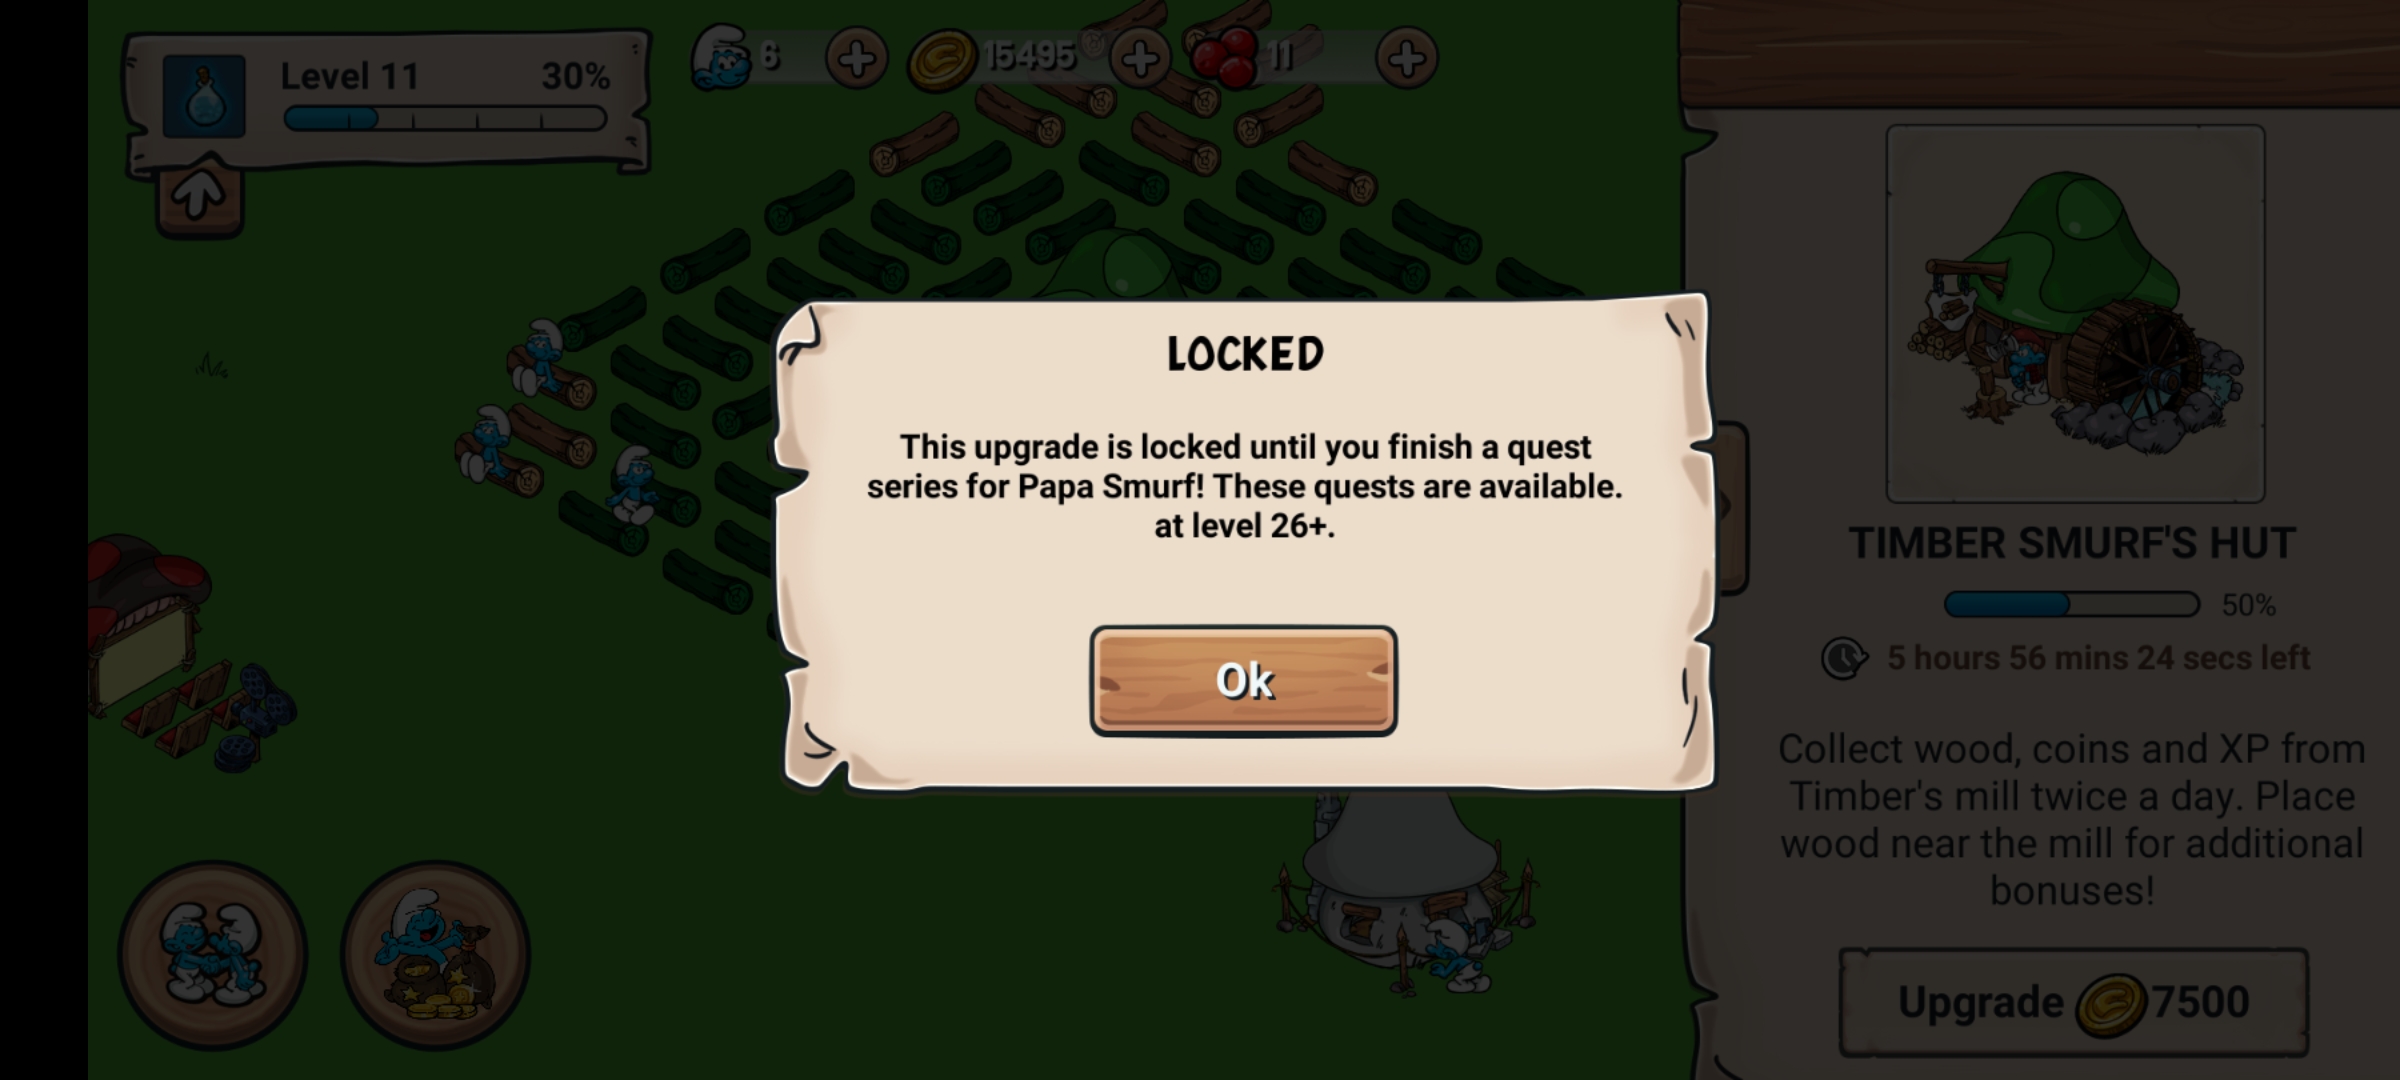 Level 11 30%
6
15495
11
LOCKED
This upgrade is locked until you finish a quest
series for Papa Smurf! These quests are available.
at level 26+.
Ok
TIMBER SMURF'S HUT
50%
5 hours 56 mins 24 secs left
Collect wood, coins and XP from
Timber's mill twice a day. Place
wood near the mill for additional
bonuses!
Upgrade 7500